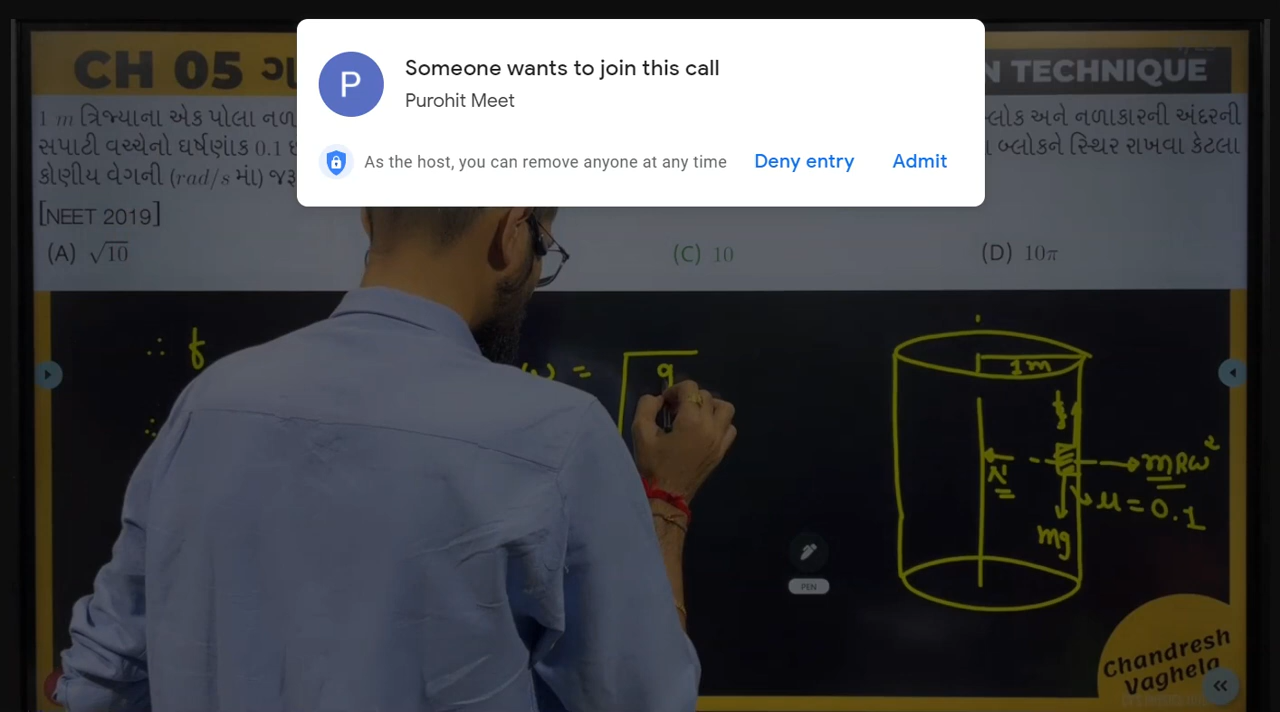 Someone wants to join this call
P
Purohit Meet
As the host, you can remove anyone at any time
Deny entry
Admit
CH 05
N TECHNIQUE
1 m ત્રિજ્યાના એક પોલા
બ્લોક અને નળાકારની અંદરની
સપાટી વચ્ચેનો ઘર્ષણાંક 0.1
બ્લોકને સ્થિર રાખવા કેટલા
કોણીય વેગની (rad/s માં)
[NEET 2019]
(A) √10
(C) 10
(D) 10π
∴ f
ω = √g
1m
f
N
mRω²
μ = 0.1
mg
PEN
Chandresh
Vaghela